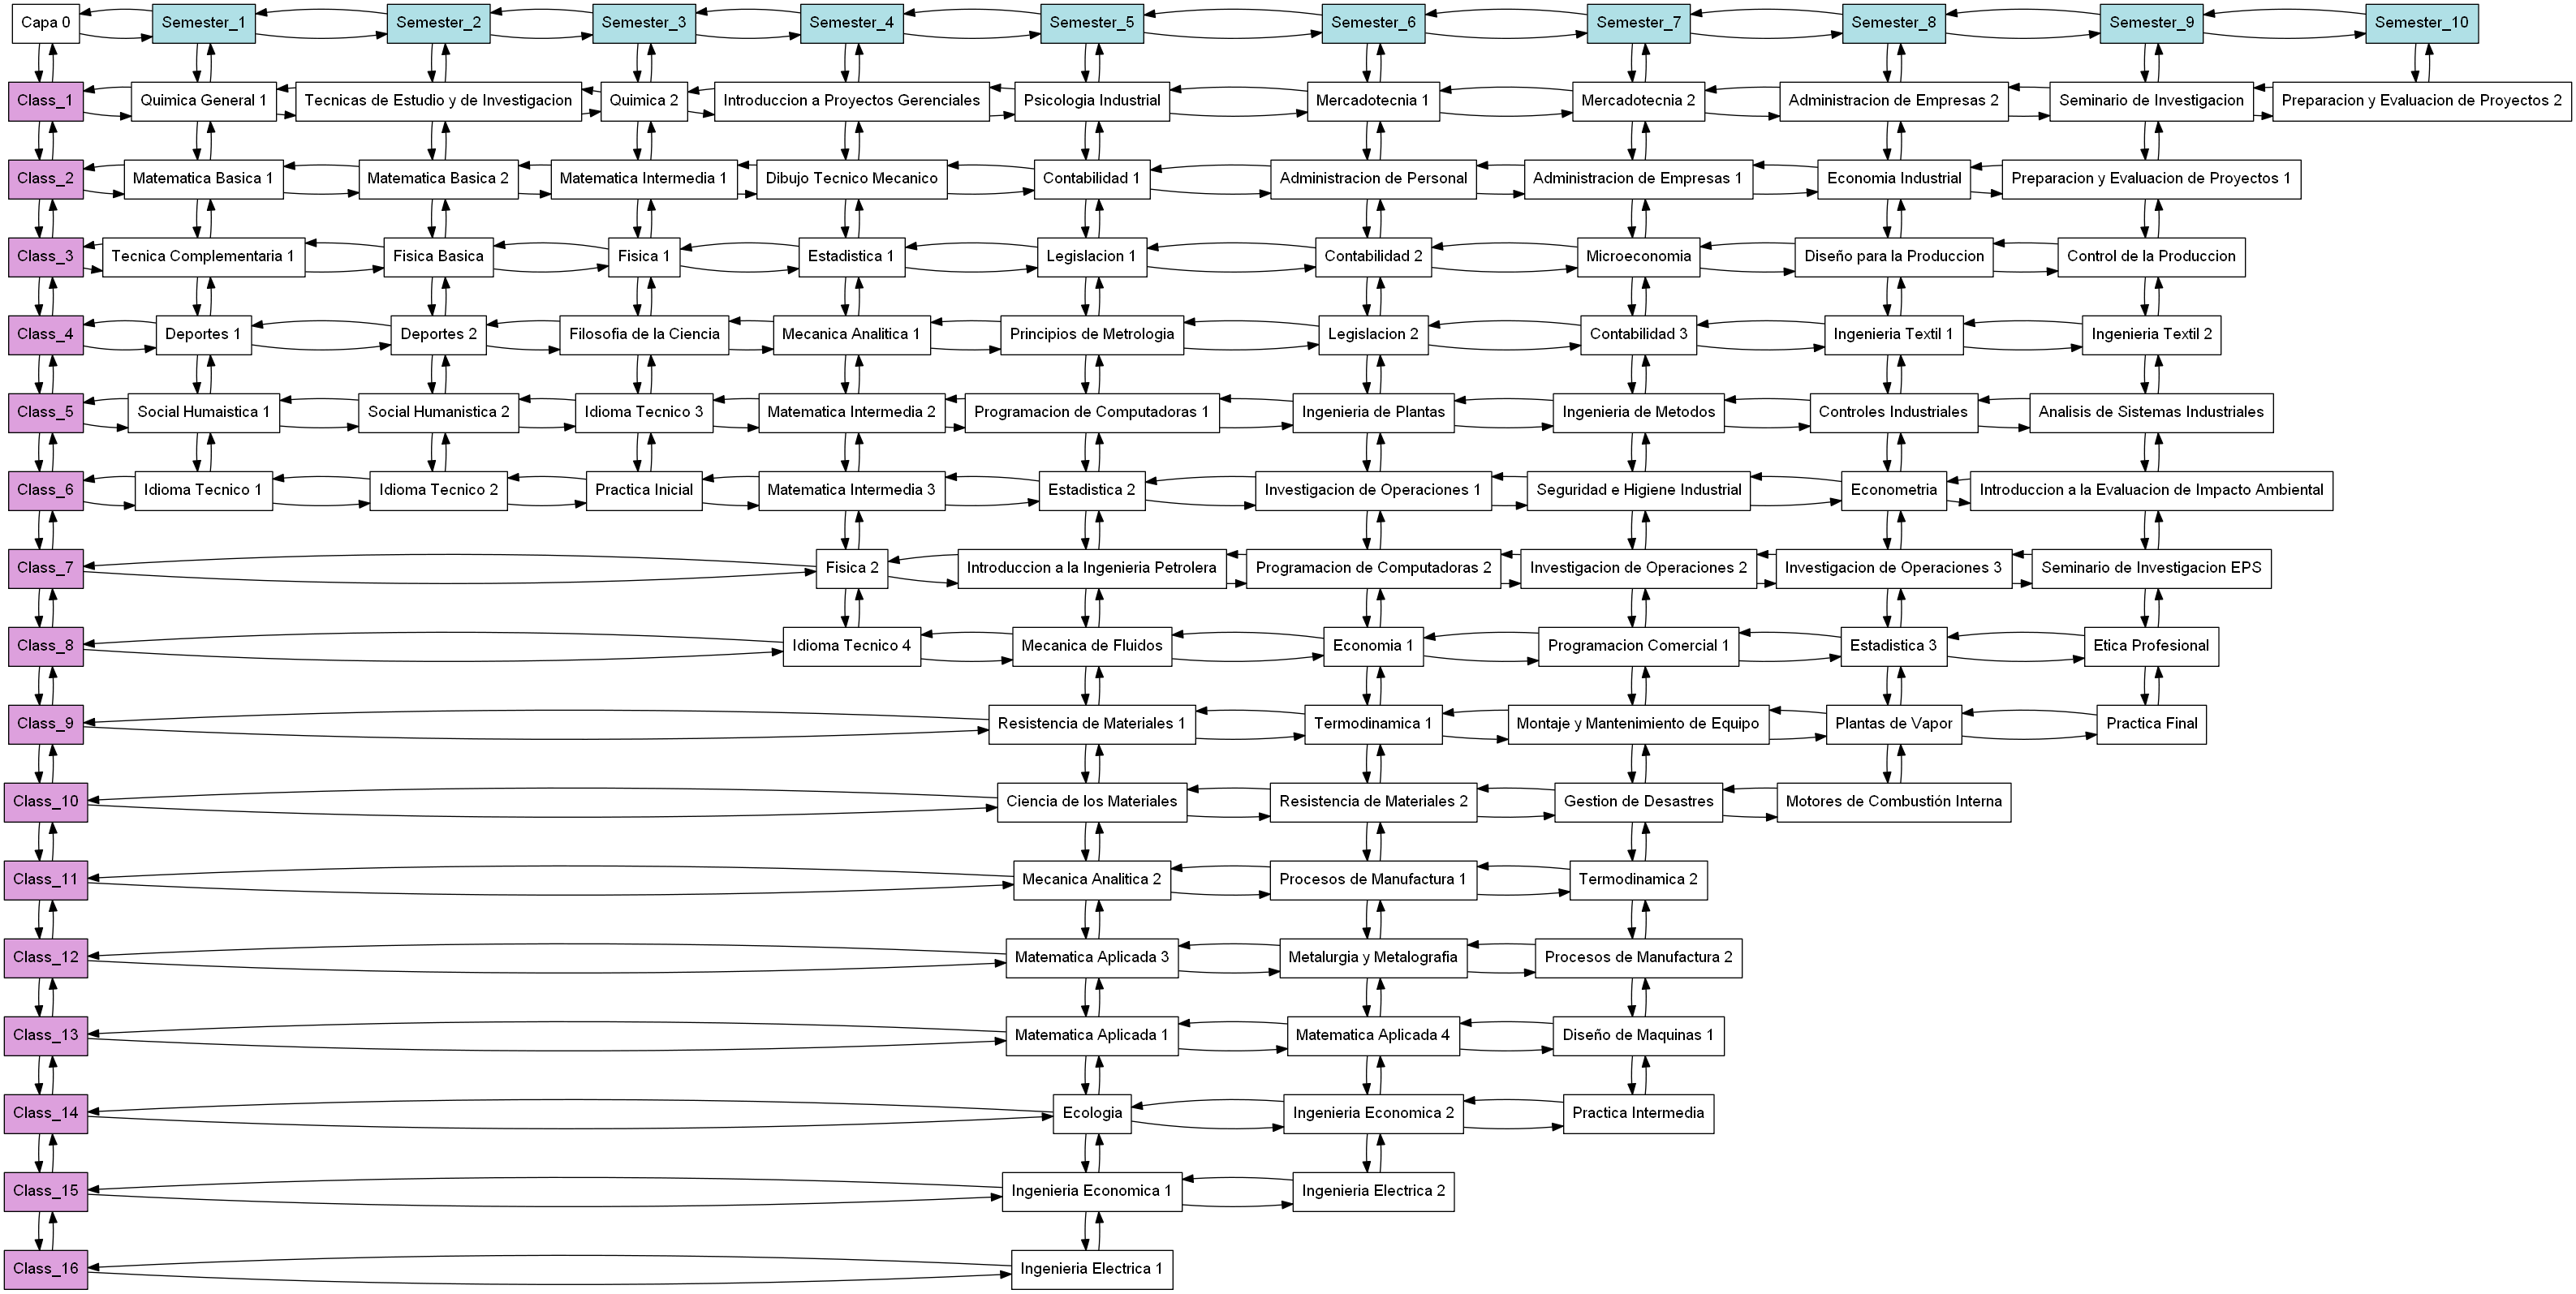 Capa 0
Semester_1
Semester_2
Semester_3
Semester_4
Semester_5
Semester_6
Semester_7
Semester_8
Semester_9
Semester_10
Class_1
Quimica General 1
Tecnicas de Estudio y de Investigacion
Quimica 2
Introduccion a Proyectos Gerenciales
Psicologia Industrial
Mercadotecnia 1
Mercadotecnia 2
Administracion de Empresas 2
Seminario de Investigacion
Preparacion y Evaluacion de Proyectos 2
Class_2
Matematica Basica 1
Matematica Basica 2
Matematica Intermedia 1
Dibujo Tecnico Mecanico
Contabilidad 1
Administracion de Personal
Administracion de Empresas 1
Economia Industrial
Preparacion y Evaluacion de Proyectos 1
Class_3
Tecnica Complementaria 1
Fisica Basica
Fisica 1
Estadistica 1
Legislacion 1
Contabilidad 2
Microeconomia
Diseño para la Produccion
Control de la Produccion
Class_4
Deportes 1
Deportes 2
Filosofia de la Ciencia
Mecanica Analitica 1
Principios de Metrologia
Legislacion 2
Contabilidad 3
Ingenieria Textil 1
Ingenieria Textil 2
Class_5
Social Humaistica 1
Social Humanistica 2
Idioma Tecnico 3
Matematica Intermedia 2
Programacion de Computadoras 1
Ingenieria de Plantas
Ingenieria de Metodos
Controles Industriales
Analisis de Sistemas Industriales
Class_6
Idioma Tecnico 1
Idioma Tecnico 2
Practica Inicial
Matematica Intermedia 3
Estadistica 2
Investigacion de Operaciones 1
Seguridad e Higiene Industrial
Econometria
Introduccion a la Evaluacion de Impacto Ambiental
Class_7
Fisica 2
Introduccion a la Ingenieria Petrolera
Programacion de Computadoras 2
Investigacion de Operaciones 2
Investigacion de Operaciones 3
Seminario de Investigacion EPS
Class_8
Idioma Tecnico 4
Mecanica de Fluidos
Economia 1
Programacion Comercial 1
Estadistica 3
Etica Profesional
Class_9
Resistencia de Materiales 1
Termodinamica 1
Montaje y Mantenimiento de Equipo
Plantas de Vapor
Practica Final
Class_10
Ciencia de los Materiales
Resistencia de Materiales 2
Gestion de Desastres
Motores de Combustión Interna
Class_11
Mecanica Analitica 2
Procesos de Manufactura 1
Termodinamica 2
Class_12
Matematica Aplicada 3
Metalurgia y Metalografia
Procesos de Manufactura 2
Class_13
Matematica Aplicada 1
Matematica Aplicada 4
Diseño de Maquinas 1
Class_14
Ecologia
Ingenieria Economica 2
Practica Intermedia
Class_15
Ingenieria Economica 1
Ingenieria Electrica 2
Class_16
Ingenieria Electrica 1